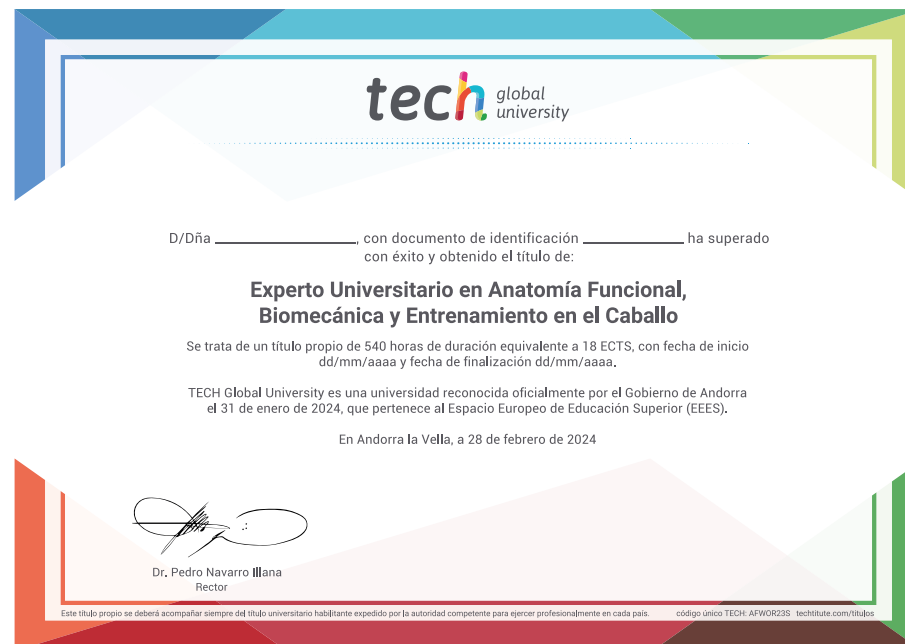 tech global
university
D/Dña ______________, con documento de identificación ______________ ha superado
con éxito y obtenido el título de:
Experto Universitario en Anatomía Funcional,
Biomecánica y Entrenamiento en el Caballo
Se trata de un título propio de 540 horas de duración equivalente a 18 ECTS, con fecha de inicio
dd/mm/aaaa y fecha de finalización dd/mm/aaaa.
TECH Global University es una universidad reconocida oficialmente por el Gobierno de Andorra
el 31 de enero de 2024, que pertenece al Espacio Europeo de Educación Superior (EEES).
En Andorra la Vella, a 28 de febrero de 2024
Dr. Pedro Navarro Illana
Rector
Este título propio se deberá acompañar siempre del título universitario habilitante expedido por la autoridad competente para ejercer profesionalmente en cada país. código único TECH: AFWOR23S techtitute.com/titulos